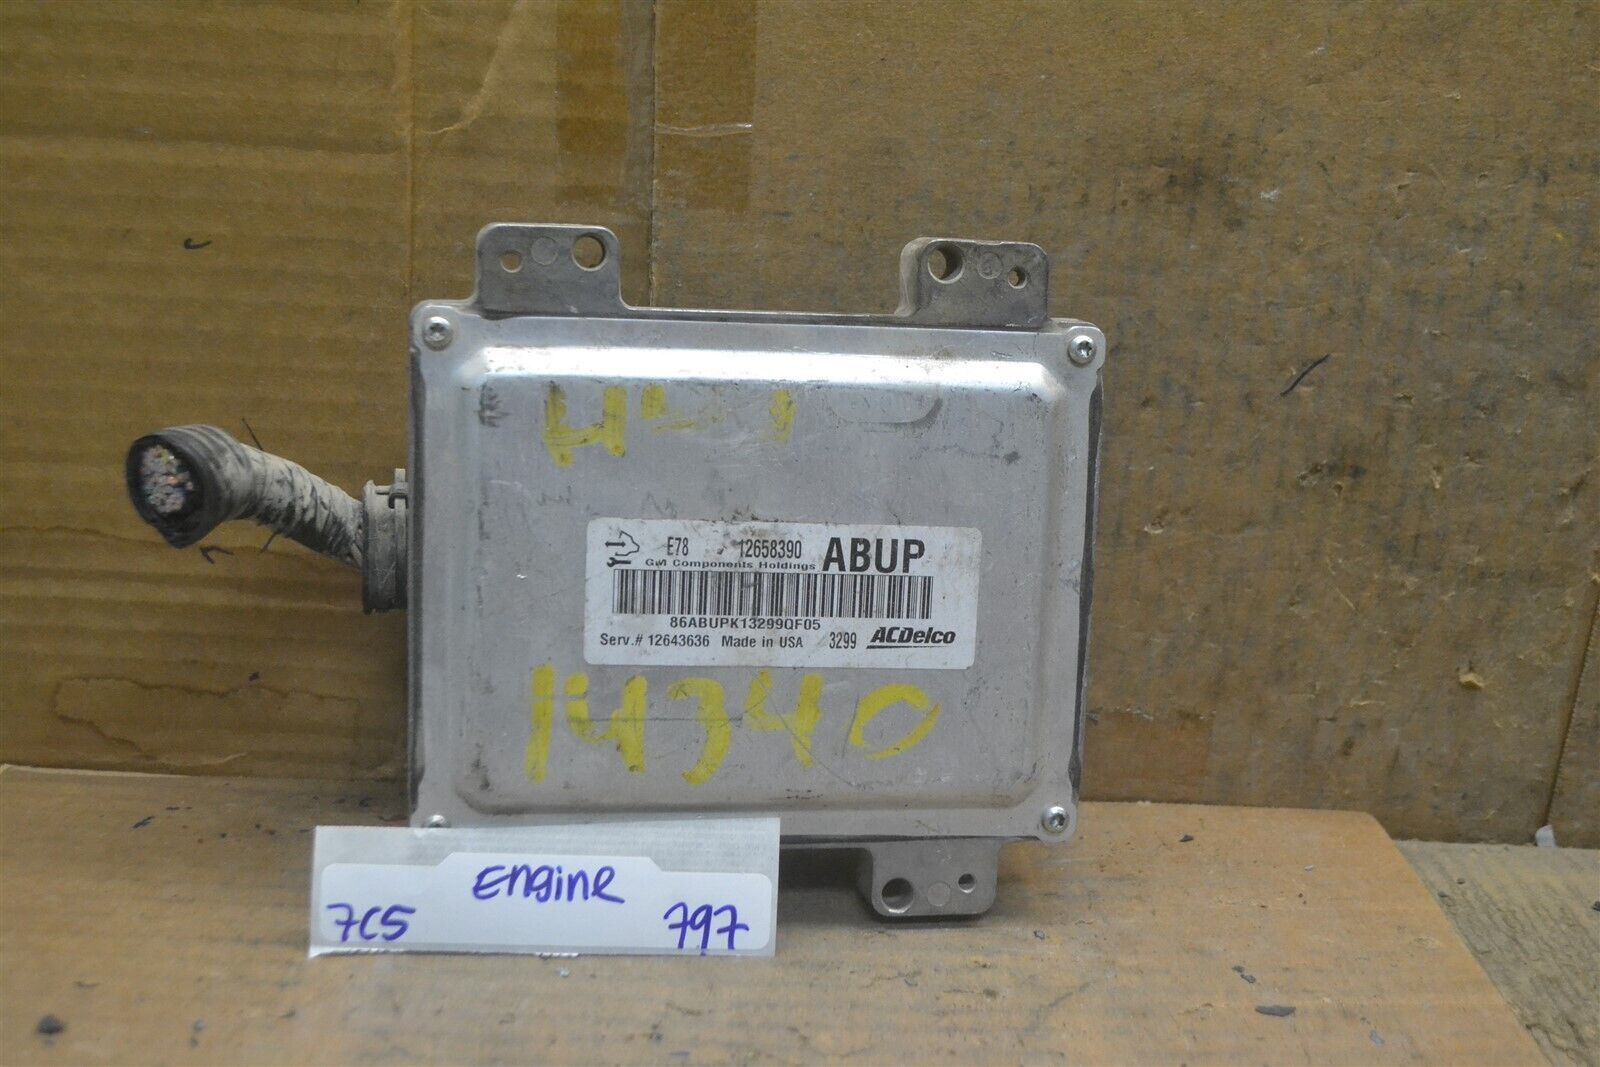 E78 12658390 ABUP
GM Components Holdings
86ABUPK13299QF05
Serv.# 12643636 Made in USA 3299 ACDelco
14340
Engine
7C5 797